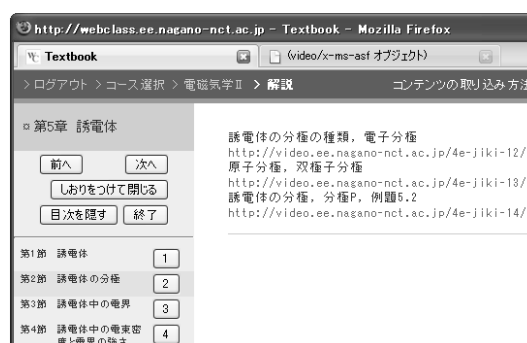 http://webclass.ee.nagano-nct.ac.jp - Textbook - Mozilla Firefox
Textbook
(video/x-ms-asf オブジェクト)
> ログアウト > コース選択 > 電磁気学Ⅱ > 解説
コンテンツの取り込み方法
第5章 誘電体
前へ 次へ
しおりをつけて閉じる
目次を隠す 終了
第1節 誘電体 1
第2節 誘電体の分極 2
第3節 誘電体中の電界 3
第4節 誘電体中の電束密 4
度と電界の強さ
誘電体の分極の種類，電子分極
http://video.ee.nagano-nct.ac.jp/4e-jiki-12/
原子分極，双極子分極
http://video.ee.nagano-nct.ac.jp/4e-jiki-13/
誘電体の分極，分極P，例題5.2
http://video.ee.nagano-nct.ac.jp/4e-jiki-14/